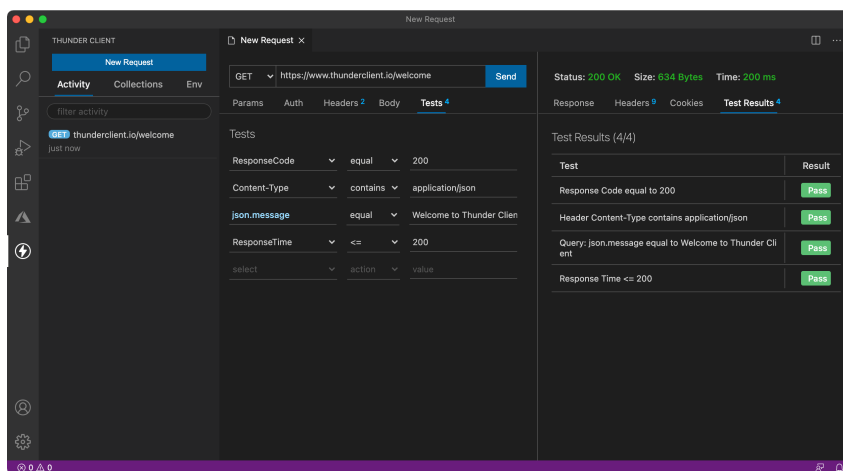 New Request
THUNDER CLIENT
New Request
Activity Collections Env
filter activity
GET thunderclient.io/welcome
just now
New Request ×
GET https://www.thunderclient.io/welcome Send
Params Auth Headers 2 Body Tests 4
Tests
ResponseCode equal 200
Content-Type contains application/json
json.message equal Welcome to Thunder Clien
ResponseTime <= 200
select action value
Status: 200 OK Size: 634 Bytes Time: 200 ms
Response Headers 9 Cookies Test Results 4
Test Results (4/4)
Test Result
Response Code equal to 200 Pass
Header Content-Type contains application/json Pass
Query: json.message equal to Welcome to Thunder Cli
ent Pass
Response Time <= 200 Pass
0 0